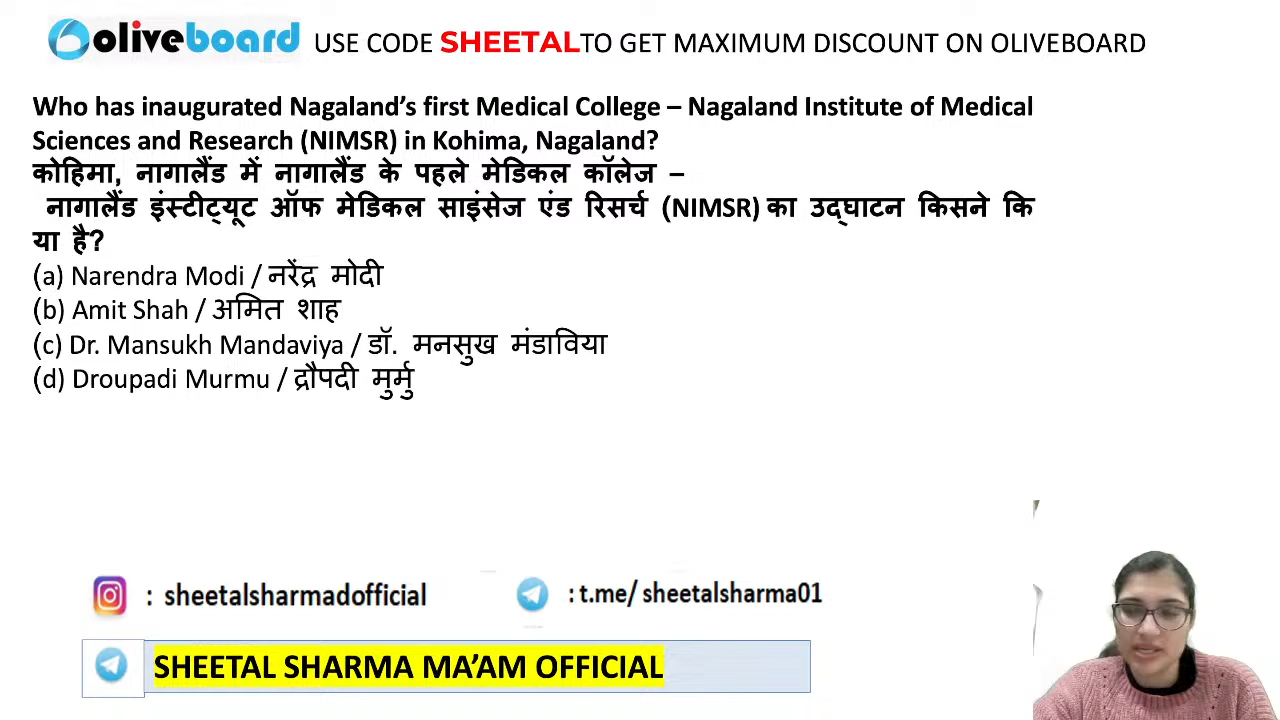 oliveboard USE CODE SHEETAL TO GET MAXIMUM DISCOUNT ON OLIVEBOARD
Who has inaugurated Nagaland’s first Medical College – Nagaland Institute of Medical
Sciences and Research (NIMSR) in Kohima, Nagaland?
कोहिमा, नागालैंड में नागालैंड के पहले मेडिकल कॉलेज –
नागालैंड इंस्टीट्यूट ऑफ मेडिकल साइंसेज एंड रिसर्च (NIMSR) का उद्घाटन किसने कि
या है?
(a) Narendra Modi / नरेंद्र मोदी
(b) Amit Shah / अमित शाह
(c) Dr. Mansukh Mandaviya / डॉ. मनसुख मंडाविया
(d) Droupadi Murmu / द्रौपदी मुर्मु
: sheetalsharmadofficial : t.me/ sheetalsharma01
SHEETAL SHARMA MA’AM OFFICIAL